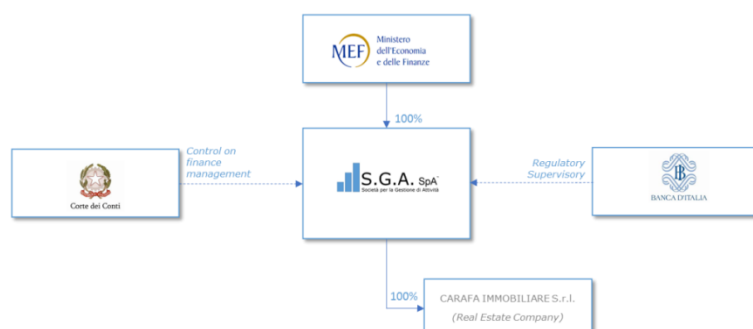 MEF
Ministero
dell'Economia
e delle Finanze
100%
Control on
finance
management
Corte dei Conti
S.G.A. SpA
Società per la Gestione di Attività
Regulatory
Supervisory
BANCA D'ITALIA
100%
CARAFA IMMOBILIARE S.r.l.
(Real Estate Company)